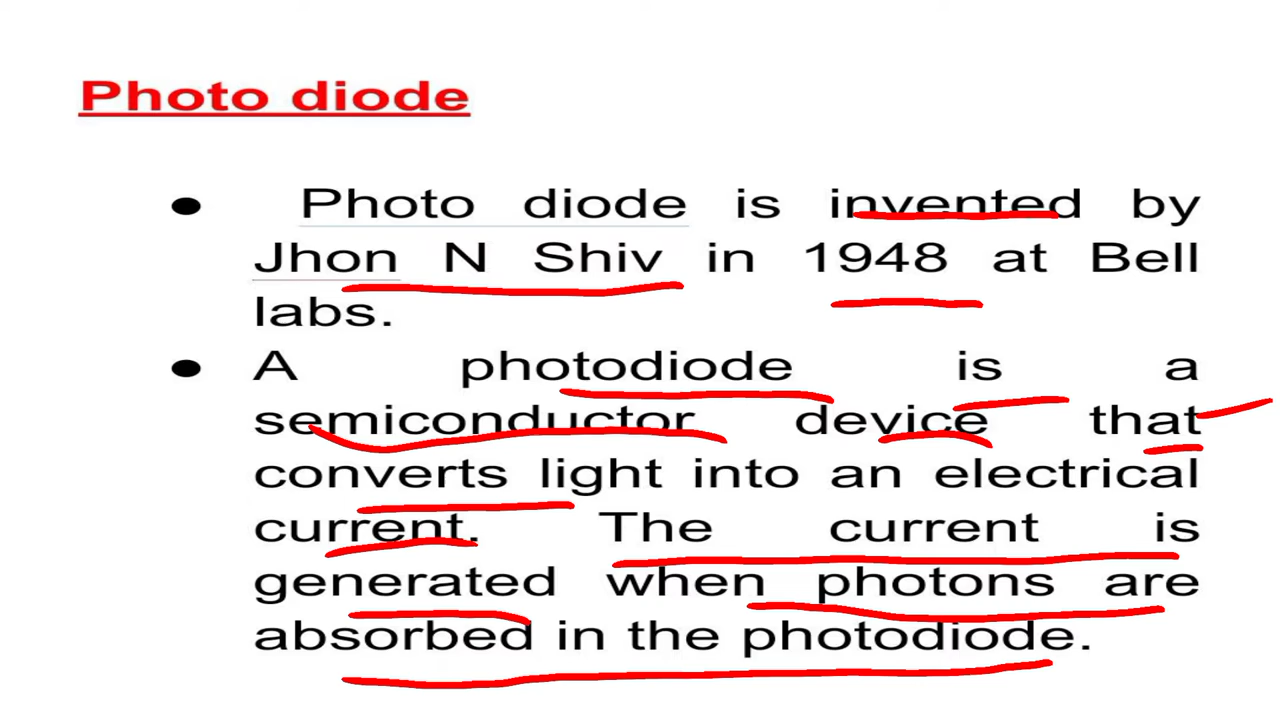 Photo diode
● Photo diode is invented by
Jhon N Shiv in 1948 at Bell
labs.
● A photodiode is a
semiconductor device that
converts light into an electrical
current. The current is
generated when photons are
absorbed in the photodiode.